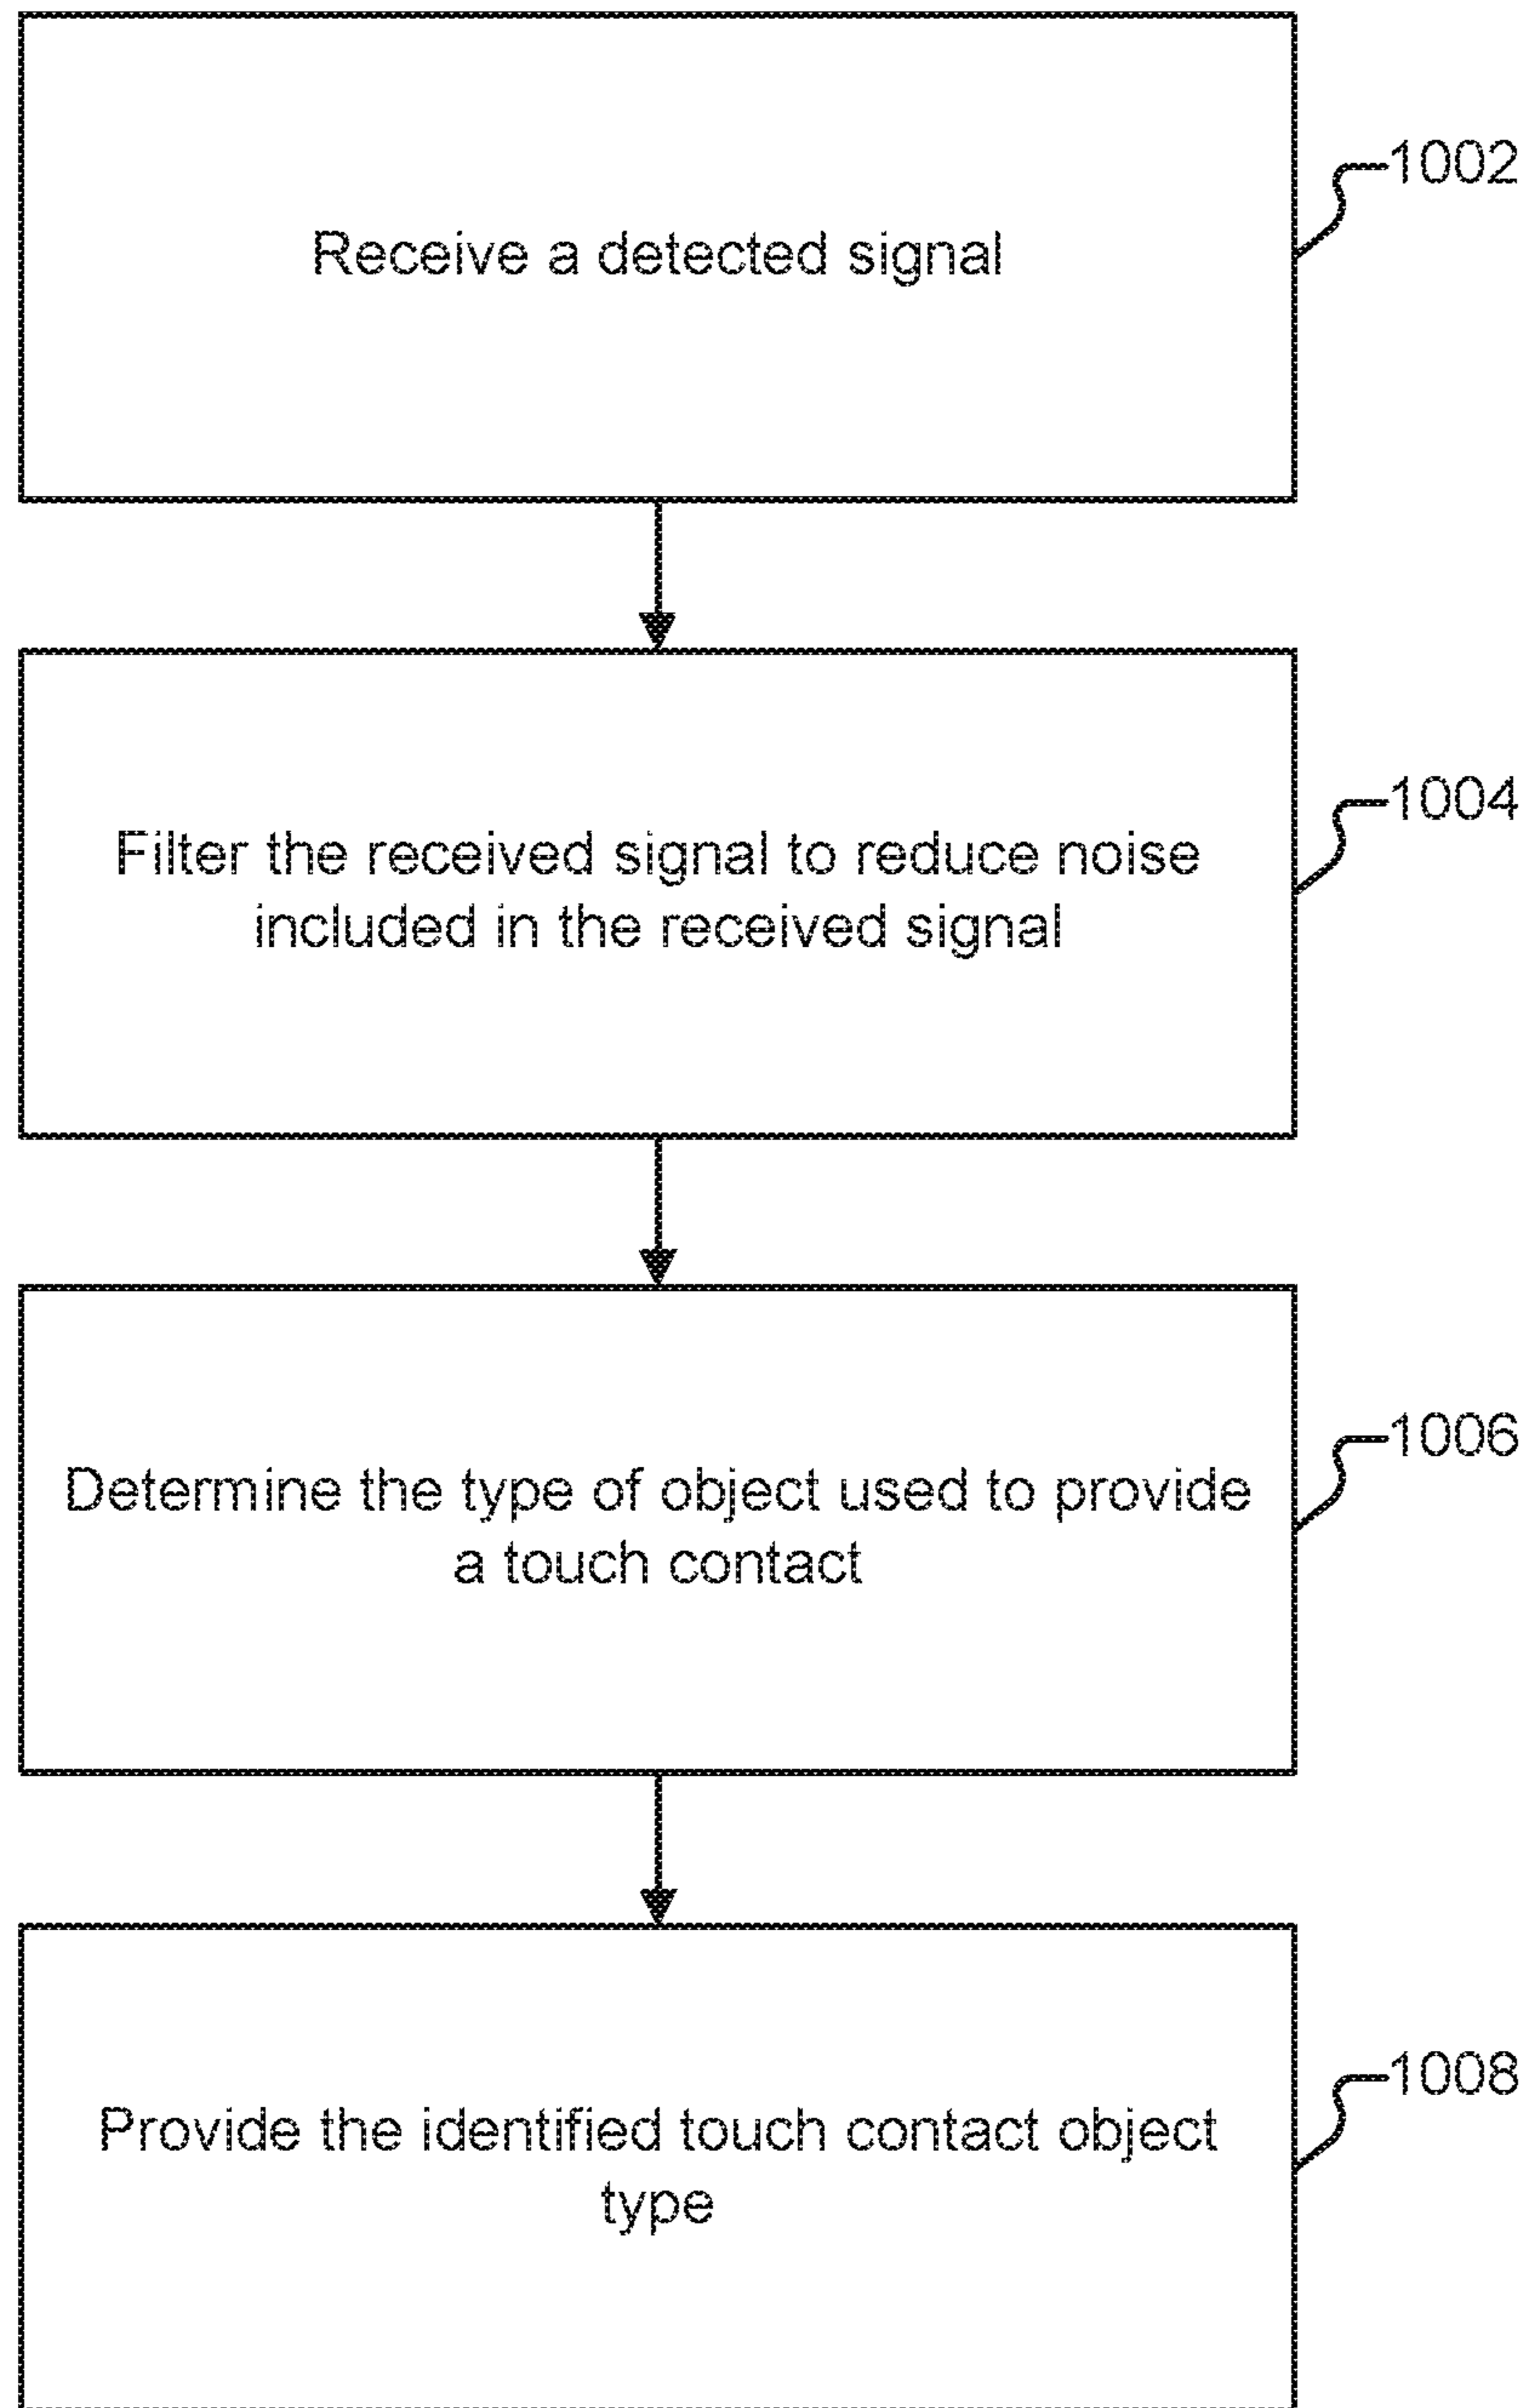 Receive a detected signal
1002
Filter the received signal to reduce noise
included in the received signal
1004
Determine the type of object used to provide
a touch contact
1006
Provide the identified touch contact object
type
1008